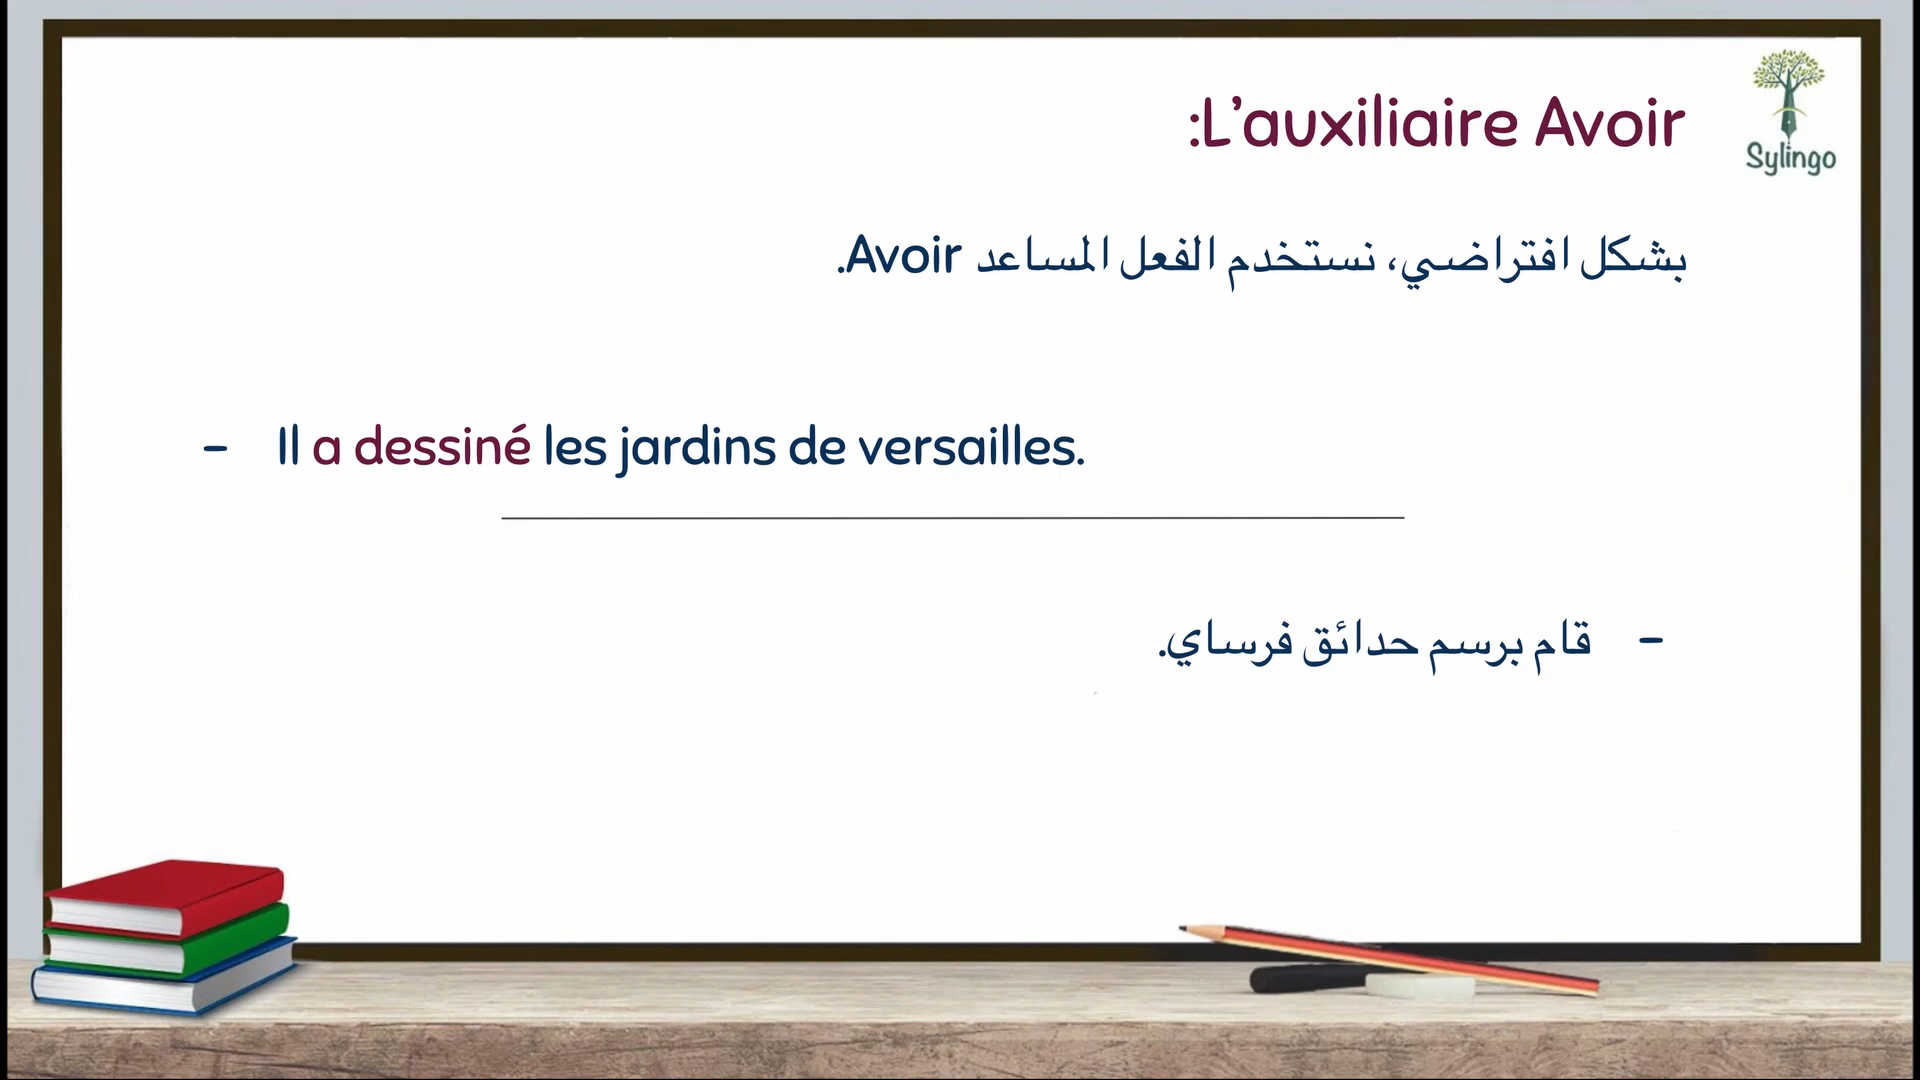 L’auxiliaire Avoir:
Sylingo
بشكل افتراضي، نستخدم الفعل المساعد Avoir.
- Il a dessiné les jardins de versailles.
- قام برسم حدائق فرساي.